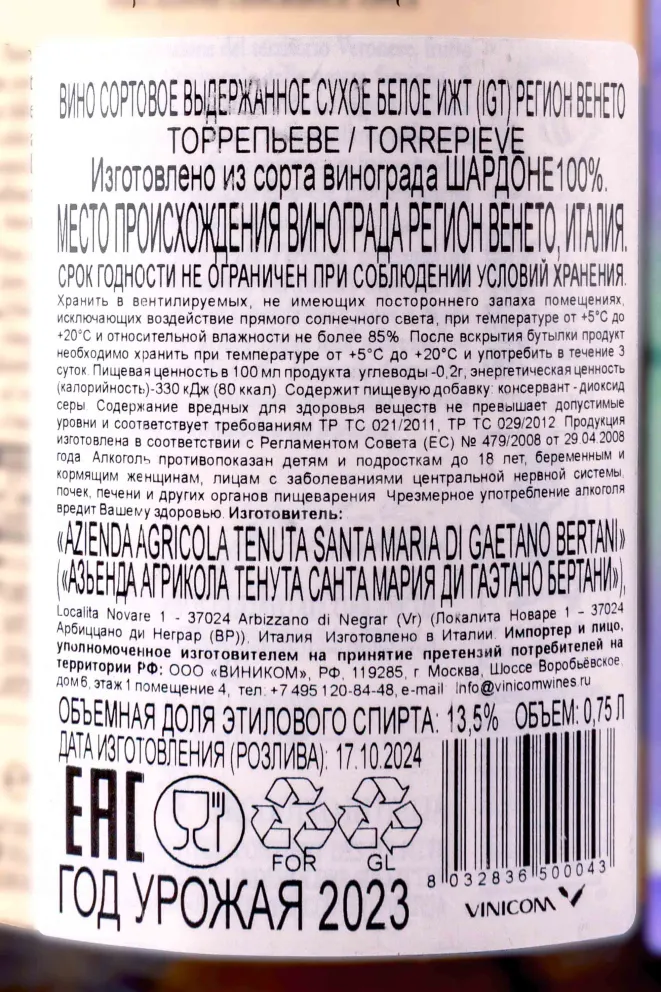 ВИНО СОРТОВОЕ ВЫДЕРЖАННОЕ СУХОЕ БЕЛОЕ ИЖТ (IGT) РЕГИОН ВЕНЕТО
ТОРРЕПЬЕВЕ / TORREPIEVE
Изготовлено из сорта винограда ШАРДОНЕ100%.
МЕСТО ПРОИСХОЖДЕНИЯ ВИНОГРАДА РЕГИОН ВЕНЕТО, ИТАЛИЯ.
СРОК ГОДНОСТИ НЕ ОГРАНИЧЕН ПРИ СОБЛЮДЕНИИ УСЛОВИЙ ХРАНЕНИЯ.
Хранить в вентилируемых, не имеющих постороннего запаха помещениях,
исключающих воздействие прямого солнечного света, при температуре от +5°С до
+20°С и относительной влажности не более 85%. После вскрытия бутылки продукт
необходимо хранить при температуре от +5°С до +20°С и употребить в течение 3
суток. Пищевая ценность в 100 мл продукта углеводы -0,2г, энергетическая ценность
(калорийность)-330 кДж (80 ккал) Содержит пищевую добавку: консервант - диоксид
серы Содержание вредных для здоровья веществ не превышает допустимые
уровни и соответствует требованиям ТР ТС 021/2011, ТР ТС 029/2012 Продукция
изготовлена в соответствии с Регламентом Совета (ЕС) № 479/2008 от 29.04.2008
года Алкоголь противопоказан детям и подросткам до 18 лет, беременным и
кормящим женщинам, лицам с заболеваниями центральной нервной системы,
почек, печени и других органов пищеварения Чрезмерное употребление алкоголя
вредит Вашему здоровью. Изготовитель:
«AZIENDA AGRICOLA TENUTA SANTA MARIA DI GAETANO BERTANI»
(«АЗЬЕНДА АГРИКОЛА ТЕНУТА САНТА МАРИЯ ДИ ГАЭТАНО БЕРТАНИ»),
Localita Novare 1 - 37024 Arbizzano di Negrar (Vr) (Локалита Новаре 1 - 37024
Арбиццано ди Неграр (ВР)), Италия Изготовлено в Италии. Импортер и лицо,
уполномоченное изготовителем на принятие претензий потребителей на
территории РФ: ООО «ВИНИКОМ», РФ, 119285, г Москва, Шоссе Воробьёвское,
дом 6, этаж 1 помещение 4, тел. +7 495 120-84-48, e-mail info@vinicomwines.ru
ОБЪЕМНАЯ ДОЛЯ ЭТИЛОВОГО СПИРТА: 13,5% ОБЪЕМ: 0,75 Л
ДАТА ИЗГОТОВЛЕНИЯ (РОЗЛИВА): 17.10.2024
EAC
FOR GL
8 032836 500043
ГОД УРОЖАЯ 2023
VINICOM